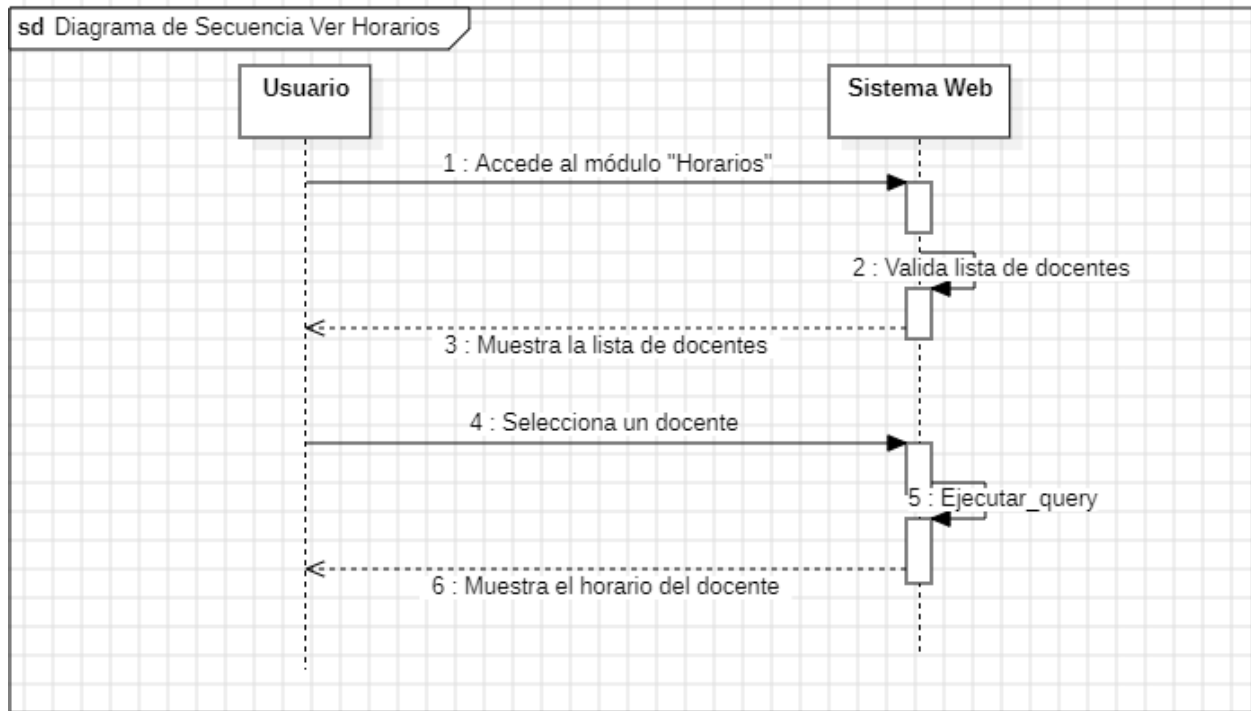 sd Diagrama de Secuencia Ver Horarios
Usuario
Sistema Web
1 : Accede al módulo "Horarios"
2 : Valida lista de docentes
3 : Muestra la lista de docentes
4 : Selecciona un docente
5 : Ejecutar_query
6 : Muestra el horario del docente